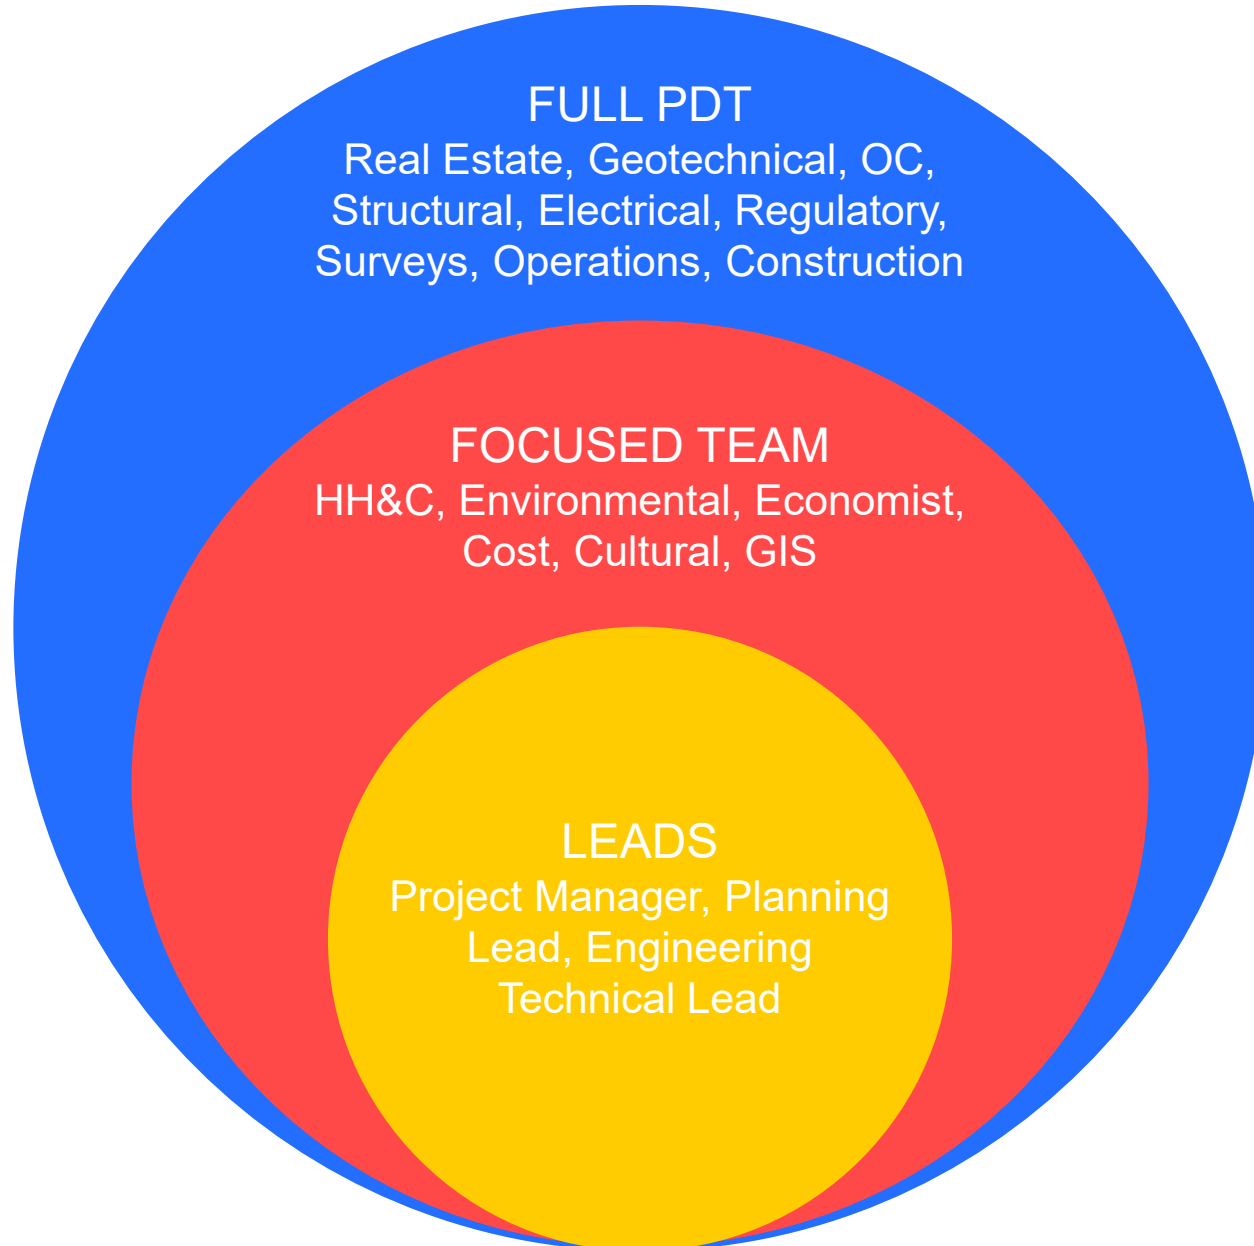 FULL PDT
Real Estate, Geotechnical, OC,
Structural, Electrical, Regulatory,
Surveys, Operations, Construction
FOCUSED TEAM
HH&C, Environmental, Economist,
Cost, Cultural, GIS
LEADS
Project Manager, Planning
Lead, Engineering
Technical Lead